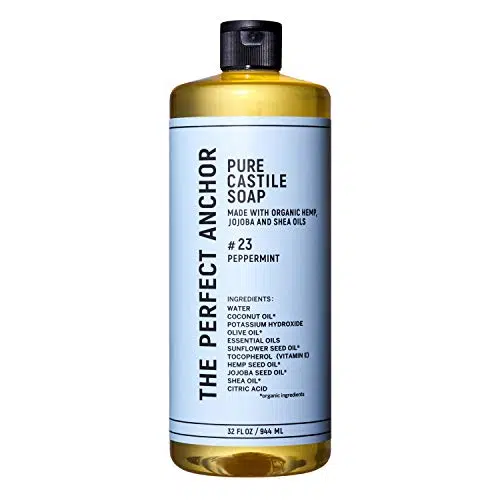 THE PERFECT ANCHOR
PURE
CASTILE
SOAP
MADE WITH ORGANIC HEMP,
JOJOBA AND SHEA OILS
# 23
PEPPERMINT
INGREDIENTS:
WATER
COCONUT OIL*
POTASSIUM HYDROXIDE
OLIVE OIL*
ESSENTIAL OILS
SUNFLOWER SEED OIL*
TOCOPHEROL (VITAMIN E)
HEMP SEED OIL*
JOJOBA SEED OIL*
SHEA OIL*
CITRIC ACID
*organic ingredients
32 FL OZ / 944 ML